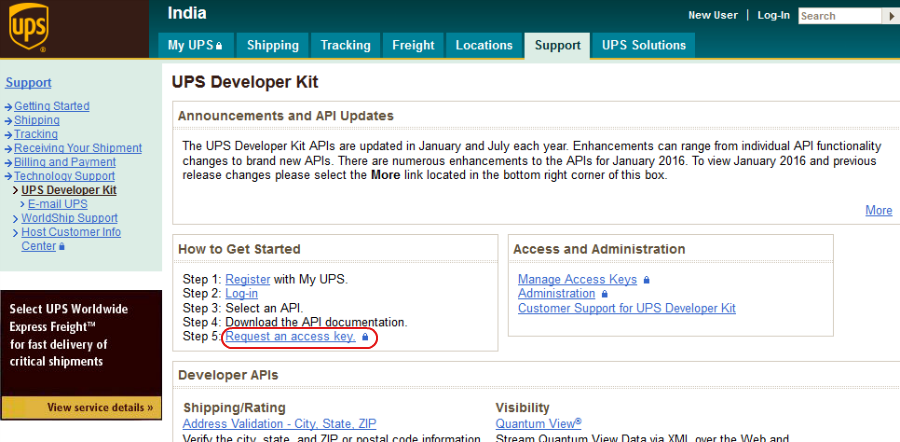 ups
India
New User | Log-In Search
My UPS Shipping Tracking Freight Locations Support UPS Solutions
Support
Getting Started
Shipping
Tracking
Receiving Your Shipment
Billing and Payment
Technology Support
UPS Developer Kit
E-mail UPS
WorldShip Support
Host Customer Info
Center
Select UPS Worldwide
Express Freight™
for fast delivery of
critical shipments
View service details »
UPS Developer Kit
Announcements and API Updates
The UPS Developer Kit APIs are updated in January and July each year. Enhancements can range from individual API functionality
changes to brand new APIs. There are numerous enhancements to the APIs for January 2016. To view January 2016 and previous
release changes please select the More link located in the bottom right corner of this box.
More
How to Get Started
Step 1: Register with My UPS.
Step 2: Log-in
Step 3: Select an API.
Step 4: Download the API documentation.
Step 5: Request an access key.
Access and Administration
Manage Access Keys
Administration
Customer Support for UPS Developer Kit
Developer APIs
Shipping/Rating
Address Validation - City, State, ZIP
Verify the city, state, and ZIP or postal code information
Visibility
Quantum View®
Stream Quantum View Data via XML over the Web and